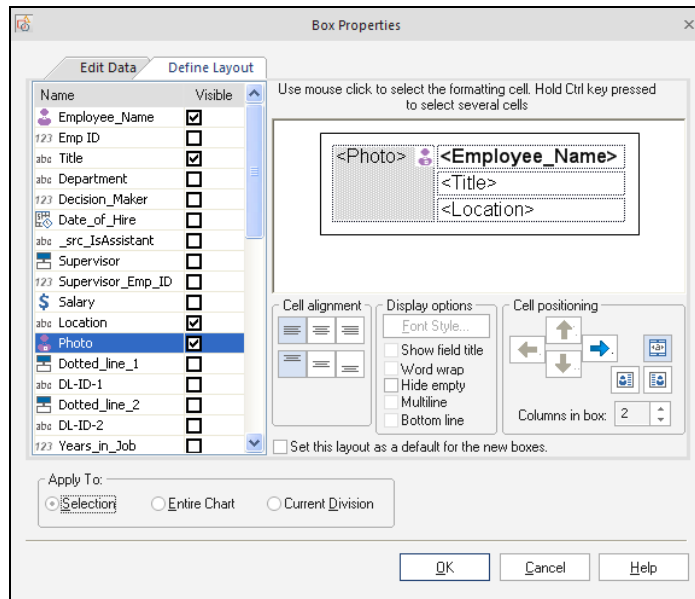 Box Properties
Edit Data
Define Layout
Name Visible
Employee_Name
123 Emp ID
abc Title
abc Department
123 Decision_Maker
Date_of_Hire
abc _src_IsAssistant
Supervisor
123 Supervisor_Emp_ID
$ Salary
abc Location
Photo
Dotted_line_1
abc DL-ID-1
Dotted_line_2
abc DL-ID-2
123 Years_in_Job
Use mouse click to select the formatting cell. Hold Ctrl key pressed
to select several cells
<Photo> <Employee_Name>
<Title>
<Location>
Cell alignment
Display options
Font Style...
Show field title
Word wrap
Hide empty
Multiline
Bottom line
Cell positioning
<a>
Columns in box: 2
Set this layout as a default for the new boxes.
Apply To:
Selection Entire Chart Current Division
OK Cancel Help